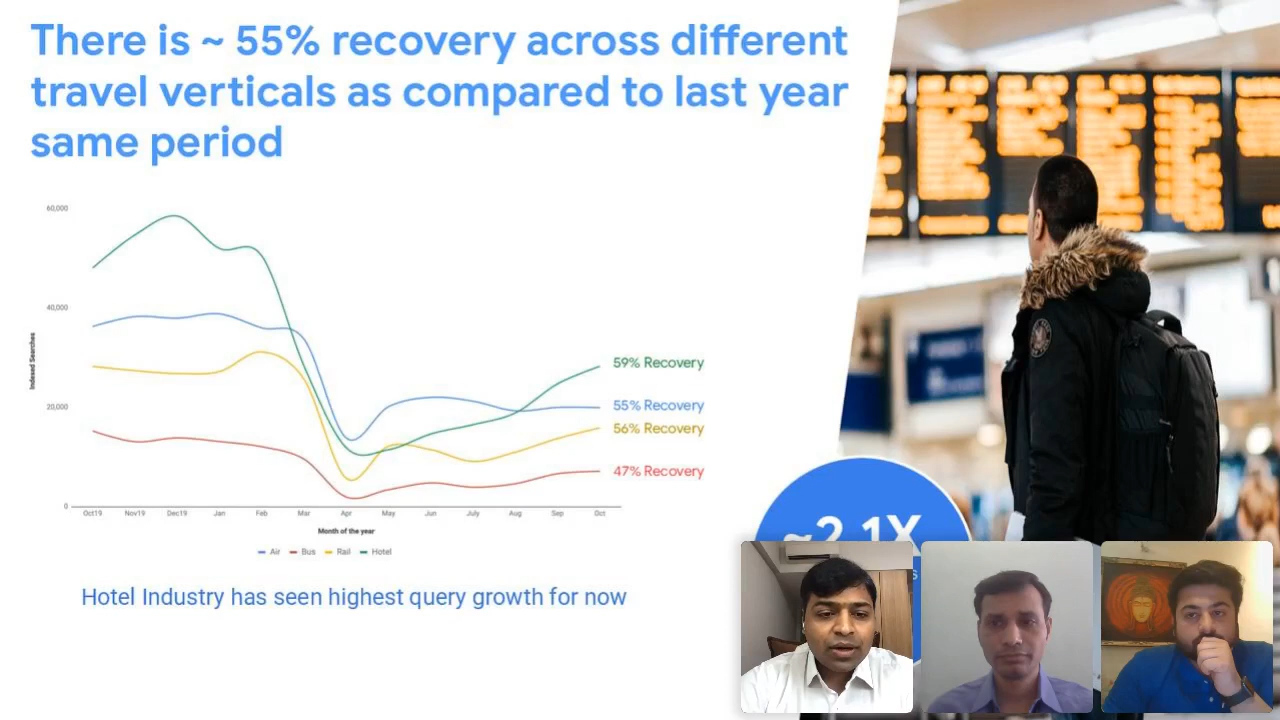 There is ~ 55% recovery across different
travel verticals as compared to last year
same period
60,000
40,000
20,000
0
Indexed Searches
59% Recovery
55% Recovery
56% Recovery
47% Recovery
Oct19 Nov19 Dec19 Jan Feb Mar Apr May Jun July Aug Sep Oct
Month of the year
Air Bus Rail Hotel
Hotel Industry has seen highest query growth for now
~2.1X